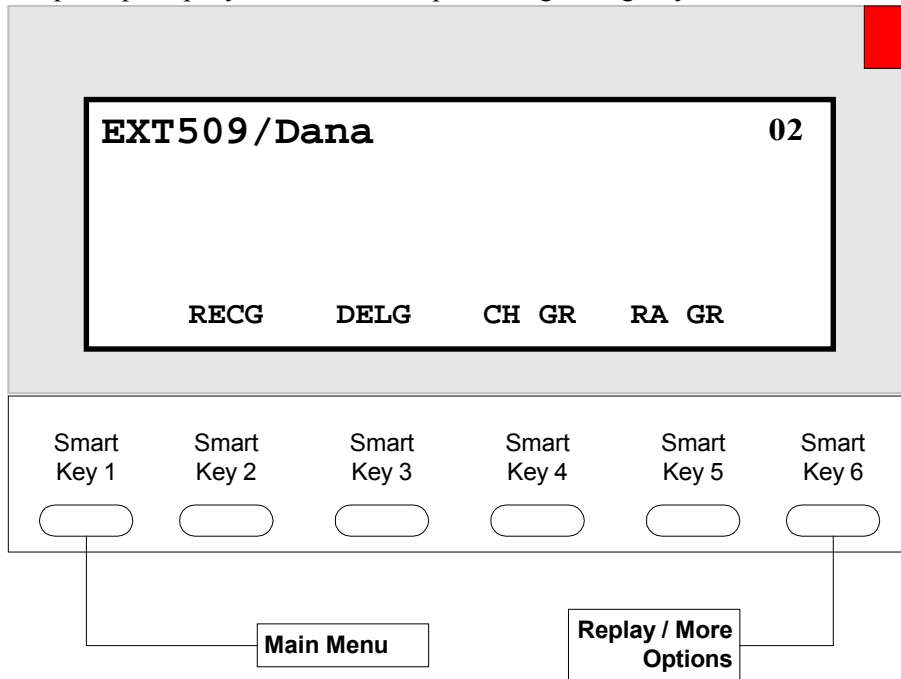 EXT509/Dana 02
RECG DELG CH GR RA GR
Smart Smart Smart Smart Smart Smart
Key 1 Key 2 Key 3 Key 4 Key 5 Key 6
Main Menu
Replay / More
Options